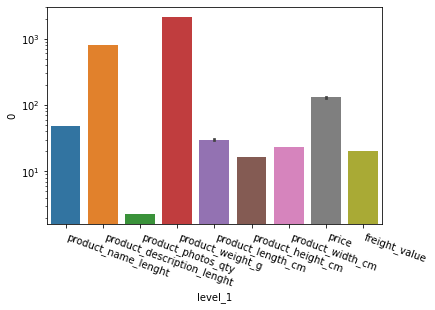 10³
10²
10¹
0
product_name_lenght
product_description_lenght
product_photos_qty
product_weight_g
product_length_cm
product_height_cm
product_width_cm
price
freight_value
level_1